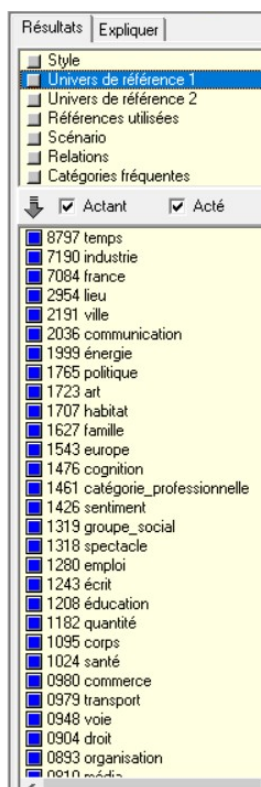 Résultats Expliquer
Style
Univers de référence 1
Univers de référence 2
Références utilisées
Scénario
Relations
Catégories fréquentes
Actant Acté
8797 temps
7190 industrie
7084 france
2954 lieu
2191 ville
2036 communication
1999 énergie
1765 politique
1723 art
1707 habitat
1627 famille
1543 europe
1476 cognition
1461 catégorie_professionnelle
1426 sentiment
1319 groupe_social
1318 spectacle
1280 emploi
1243 écrit
1208 éducation
1182 quantité
1095 corps
1024 santé
0980 commerce
0979 transport
0948 voie
0904 droit
0893 organisation
0810 média